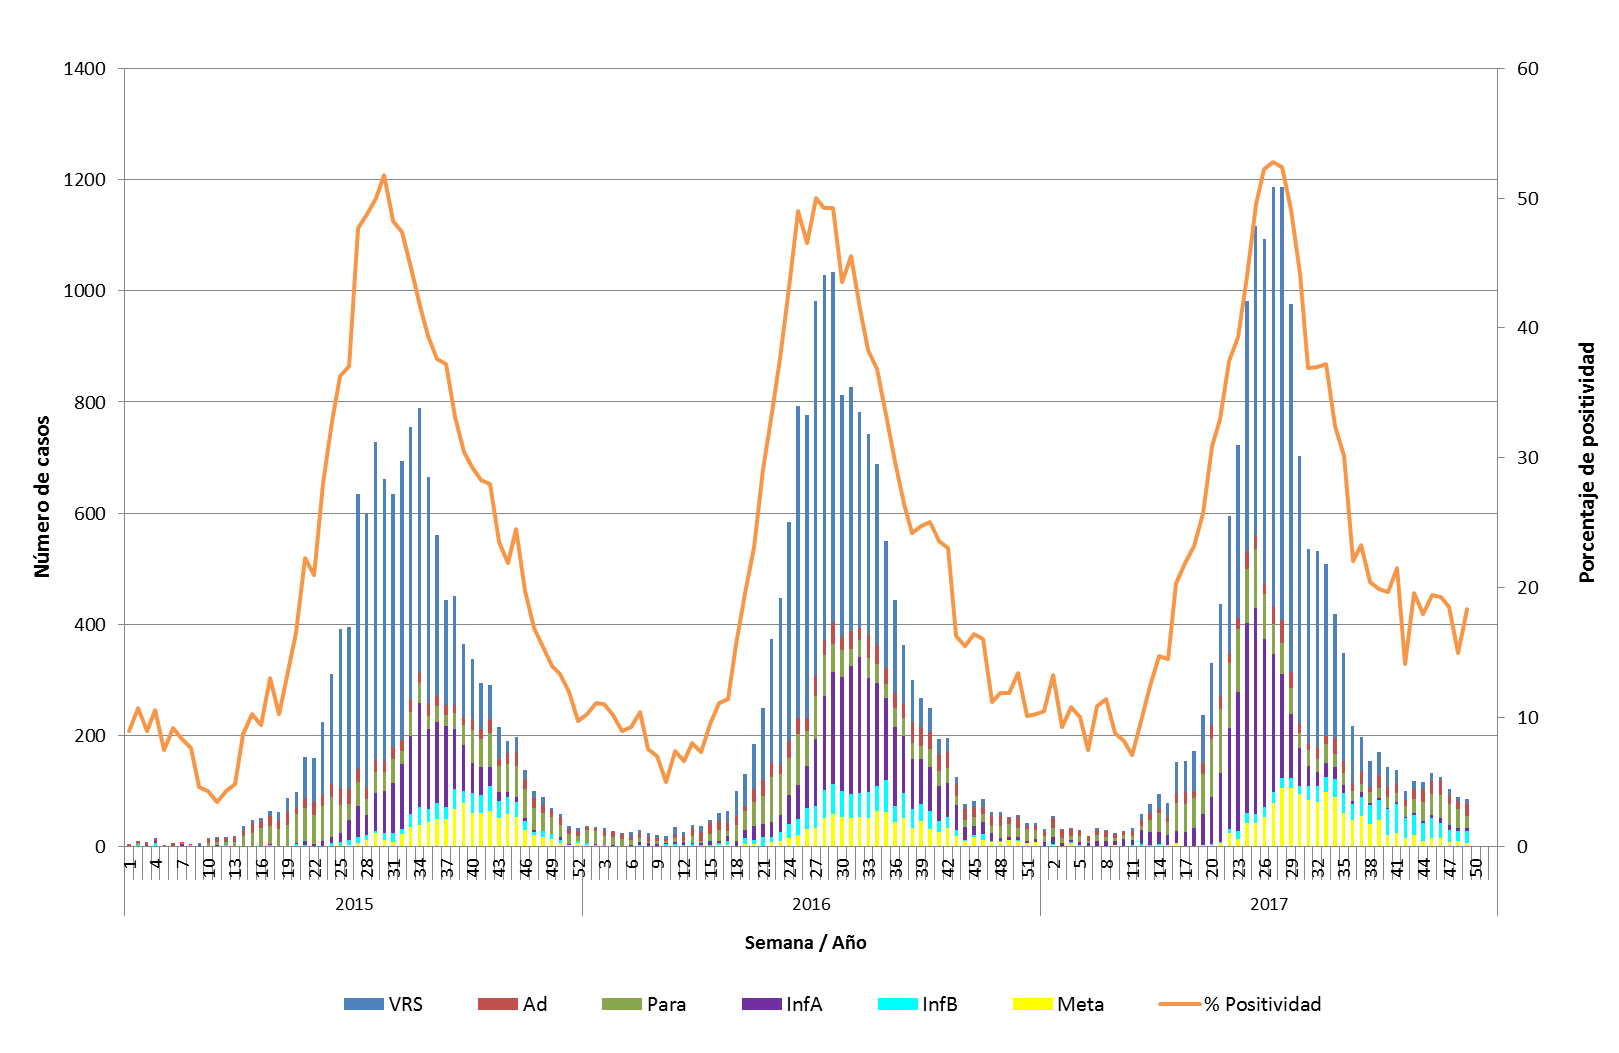 1400
1200
1000
800
600
400
200
0
60
50
40
30
20
10
0
Número de casos
Porcentaje de positividad
1 4 7 10 13 16 19 22 25 28 31 34 37 40 43 46 49 52 3 6 9 12 15 18 21 24 27 30 33 36 39 42 45 48 51 2 5 8 11 14 17 20 23 26 29 32 35 38 41 44 47 50
2015 2016 2017
Semana / Año
VRS Ad Para InfA InfB Meta % Positividad